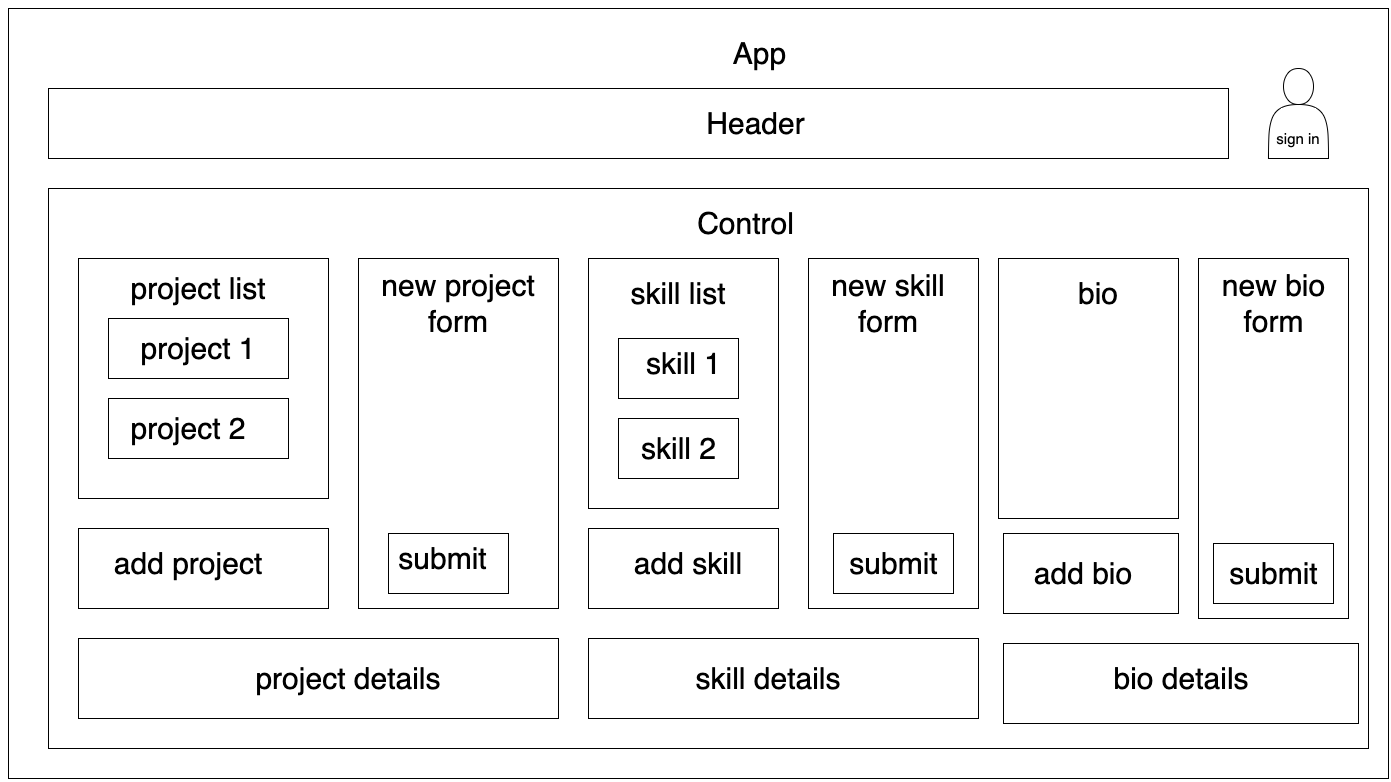 App
Header
sign in
Control
project list
project 1
project 2
add project
new project
form
submit
skill list
skill 1
skill 2
add skill
new skill
form
submit
bio
add bio
new bio
form
submit
project details
skill details
bio details